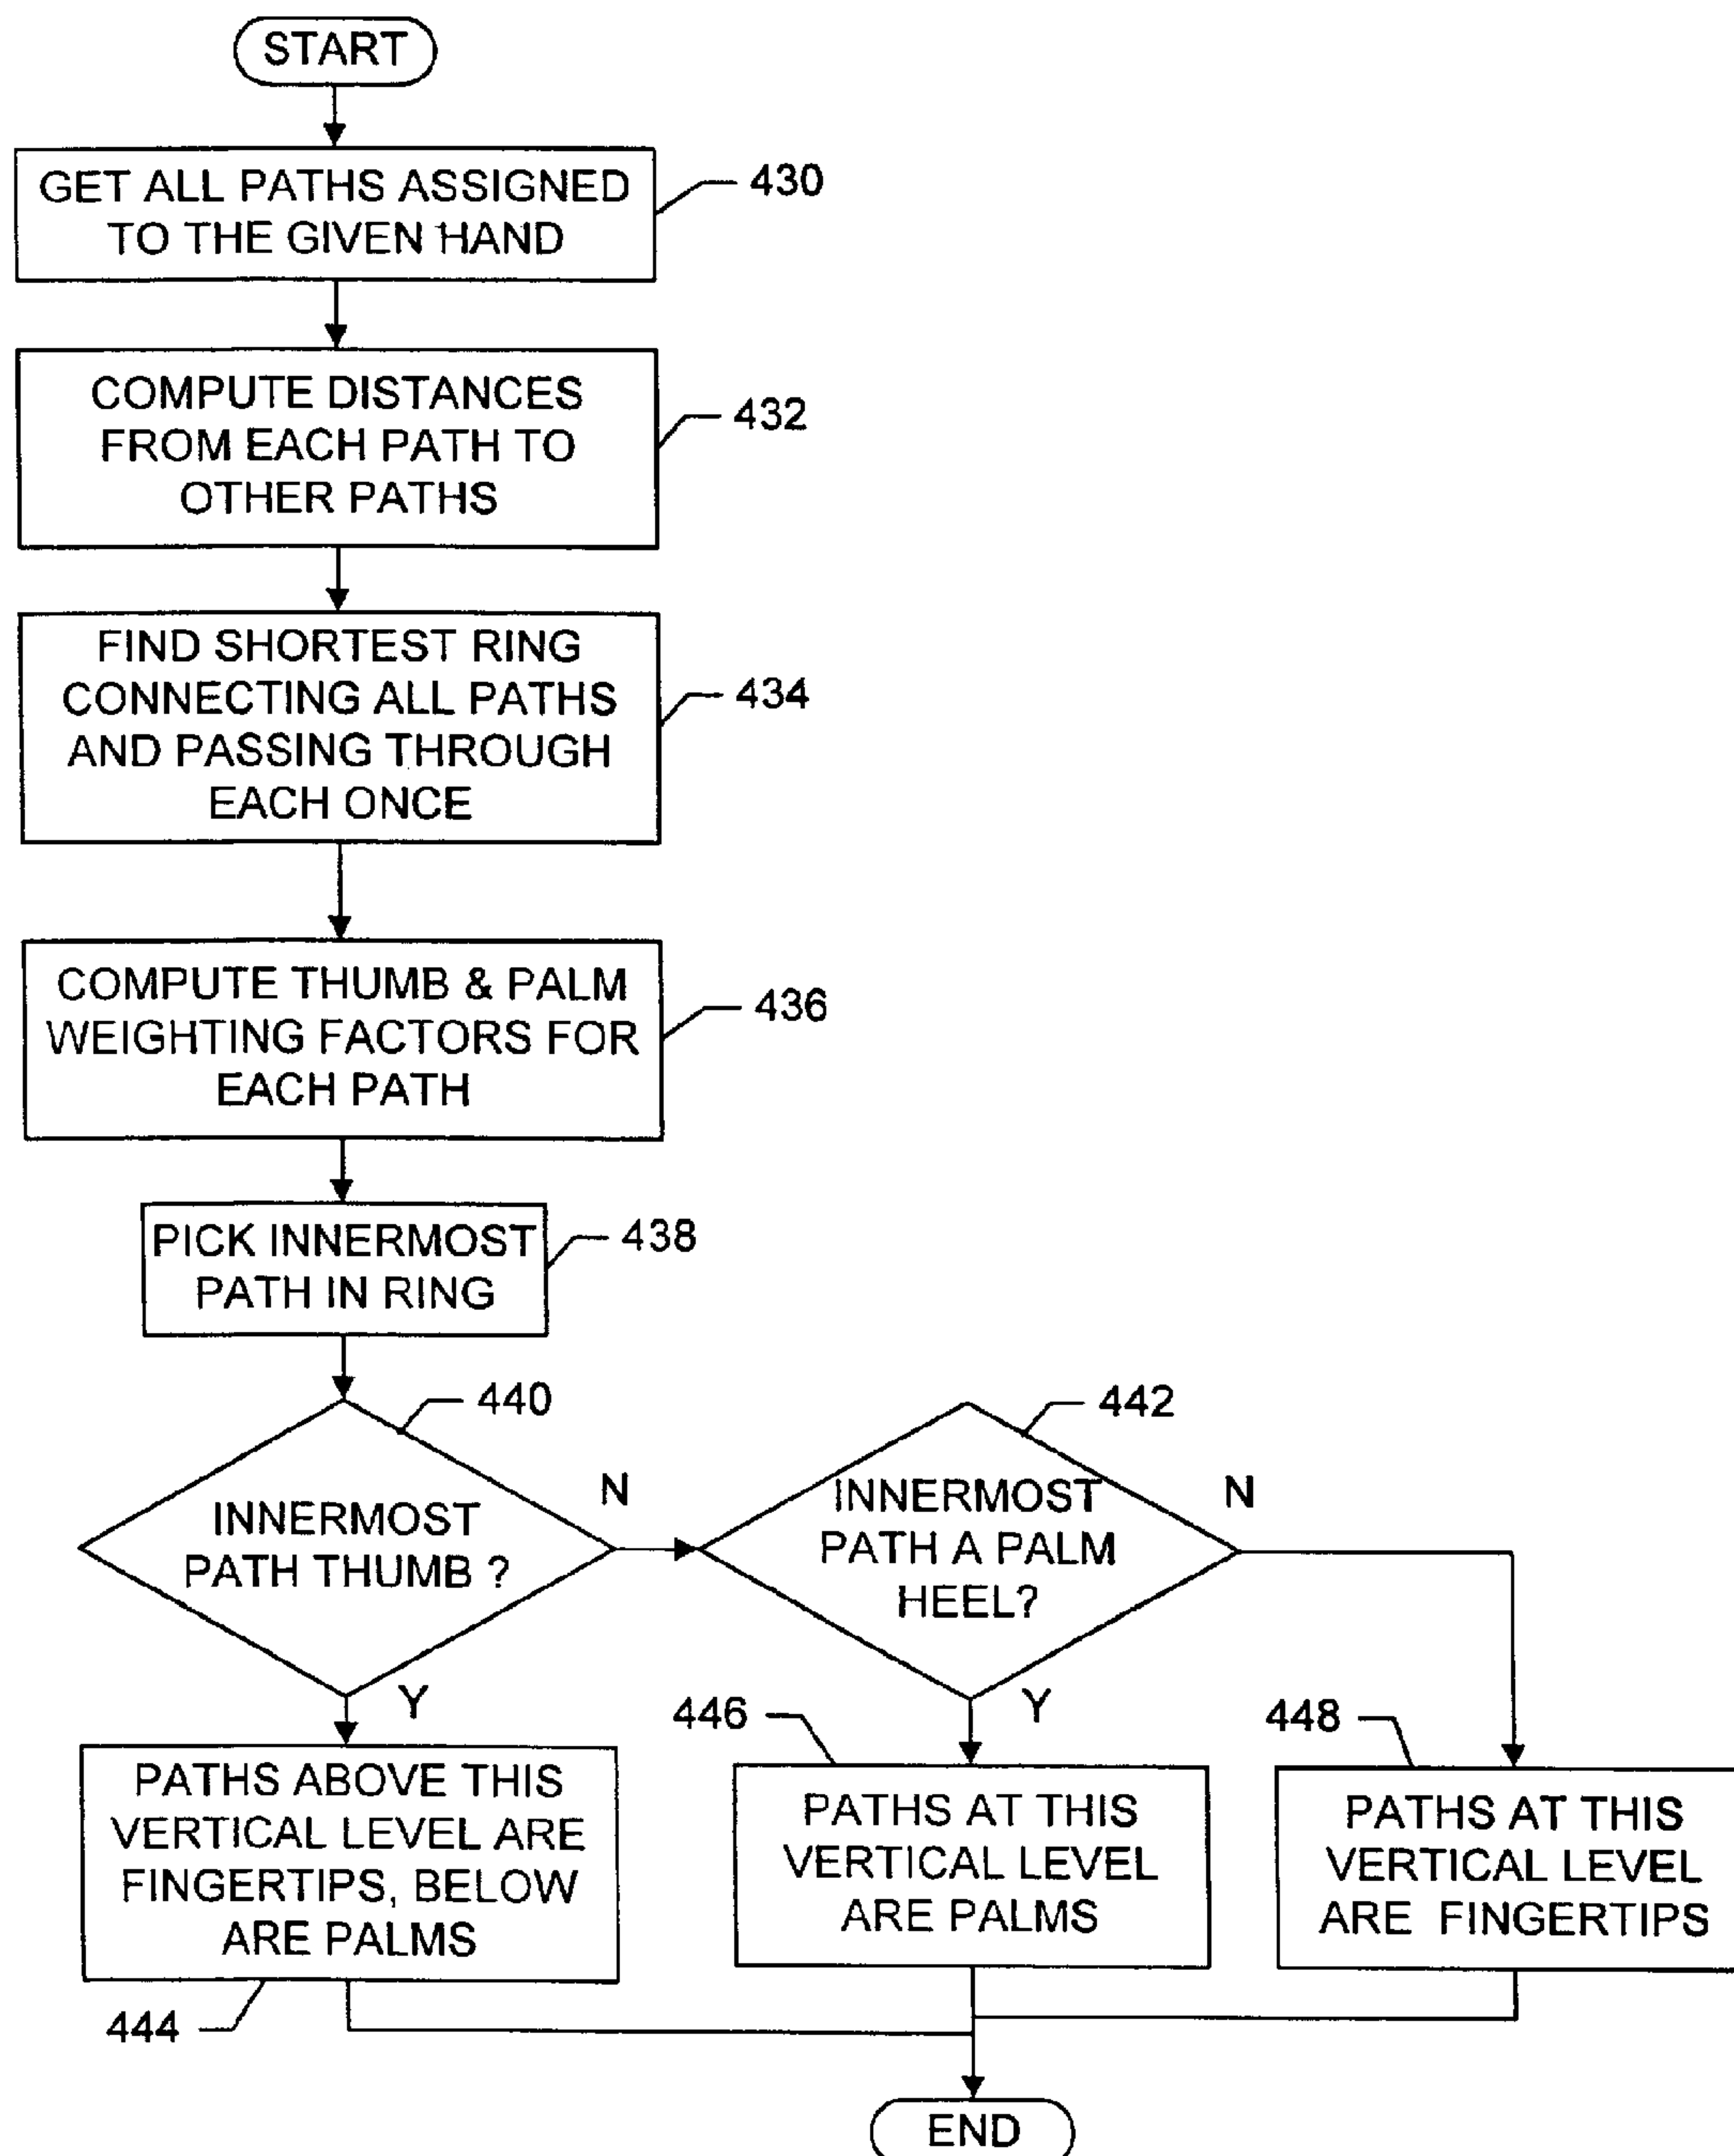 START
GET ALL PATHS ASSIGNED
TO THE GIVEN HAND
430
COMPUTE DISTANCES
FROM EACH PATH TO
OTHER PATHS
432
FIND SHORTEST RING
CONNECTING ALL PATHS
AND PASSING THROUGH
EACH ONCE
434
COMPUTE THUMB & PALM
WEIGHTING FACTORS FOR
EACH PATH
436
PICK INNERMOST
PATH IN RING
438
440
INNERMOST
PATH THUMB ?
N
Y
442
INNERMOST
PATH A PALM
HEEL?
N
Y
PATHS ABOVE THIS
VERTICAL LEVEL ARE
FINGERTIPS, BELOW
ARE PALMS
444
446
PATHS AT THIS
VERTICAL LEVEL
ARE PALMS
448
PATHS AT THIS
VERTICAL LEVEL
ARE FINGERTIPS
END